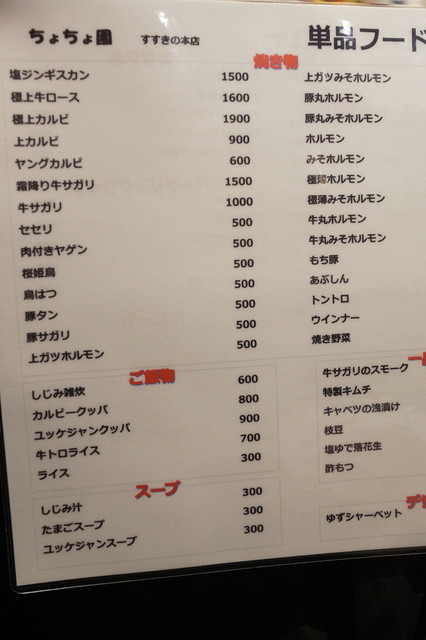 ちょちょ園 すすきの本店
単品フード
焼き物
塩ジンギスカン 1500
極上牛ロース 1600
極上カルビ 1900
上カルビ 900
ヤングカルビ 600
霜降り牛サガリ 1500
牛サガリ 1000
セセリ 500
肉付きヤゲン 500
桜姫鳥 500
鳥はつ 500
豚タン 500
豚サガリ 500
上ガツホルモン 500
上ガツみそホルモン
豚丸ホルモン
豚丸みそホルモン
ホルモン
みそホルモン
極薄みそホルモン
牛丸ホルモン
牛丸みそホルモン
もち豚
あぶしん
トントロ
ウインナー
焼き野菜
ご飯物
しじみ雑炊 600
カルビークッパ 800
ユッケジャンクッパ 900
牛トロライス 700
ライス 300
スープ
しじみ汁 300
たまごスープ 300
ユッケジャンスープ 300
牛サガリのスモーク
特製キムチ
キャベツの浅漬け
枝豆
塩ゆで落花生
酢もつ
ゆずシャーベット